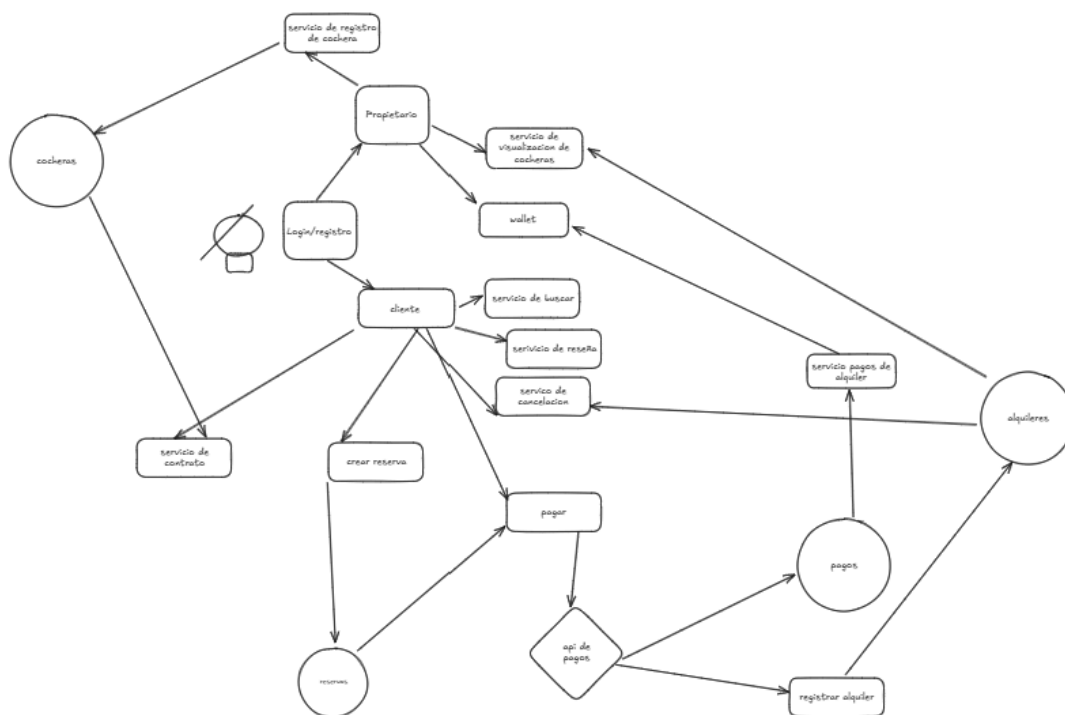 servicio de registro
de cochera
Propietario
servicio de
visualizacion de
cocheras
cocheras
wallet
Login/registro
servicio de buscar
cliente
serivicio de reseña
servicio pagos de
alquiler
servico de
cancelacion
alquileres
servicio de
contrato
crear reserva
pagar
pagos
api de
pagos
reservas
registrar alquiler